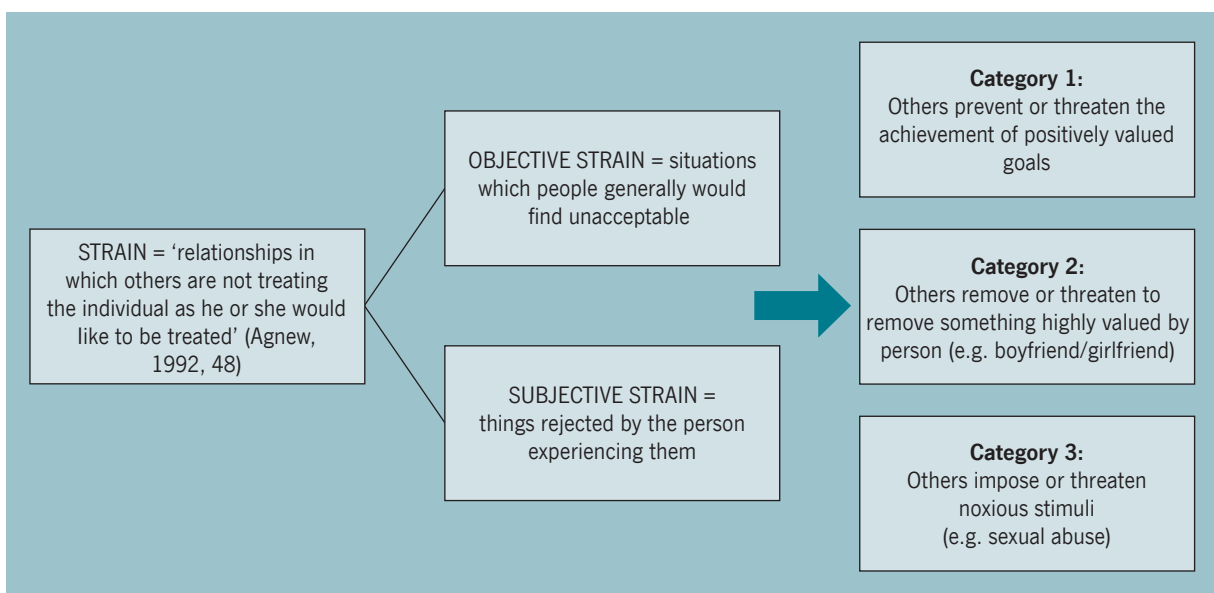 STRAIN = ‘relationships in
which others are not treating
the individual as he or she would
like to be treated’ (Agnew,
1992, 48)
OBJECTIVE STRAIN = situations
which people generally would
find unacceptable
SUBJECTIVE STRAIN =
things rejected by the person
experiencing them
Category 1:
Others prevent or threaten the
achievement of positively valued
goals
Category 2:
Others remove or threaten to
remove something highly valued by
person (e.g. boyfriend/girlfriend)
Category 3:
Others impose or threaten
noxious stimuli
(e.g. sexual abuse)